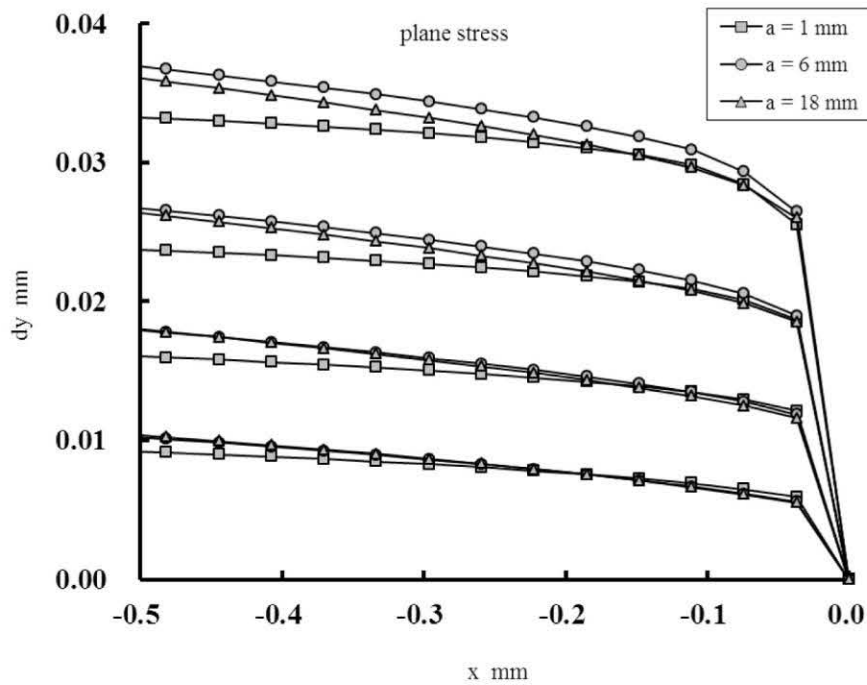 plane stress
a = 1 mm
a = 6 mm
a = 18 mm
0.04
0.03
0.02
0.01
0.00
dy mm
-0.5 -0.4 -0.3 -0.2 -0.1 0.0
x mm